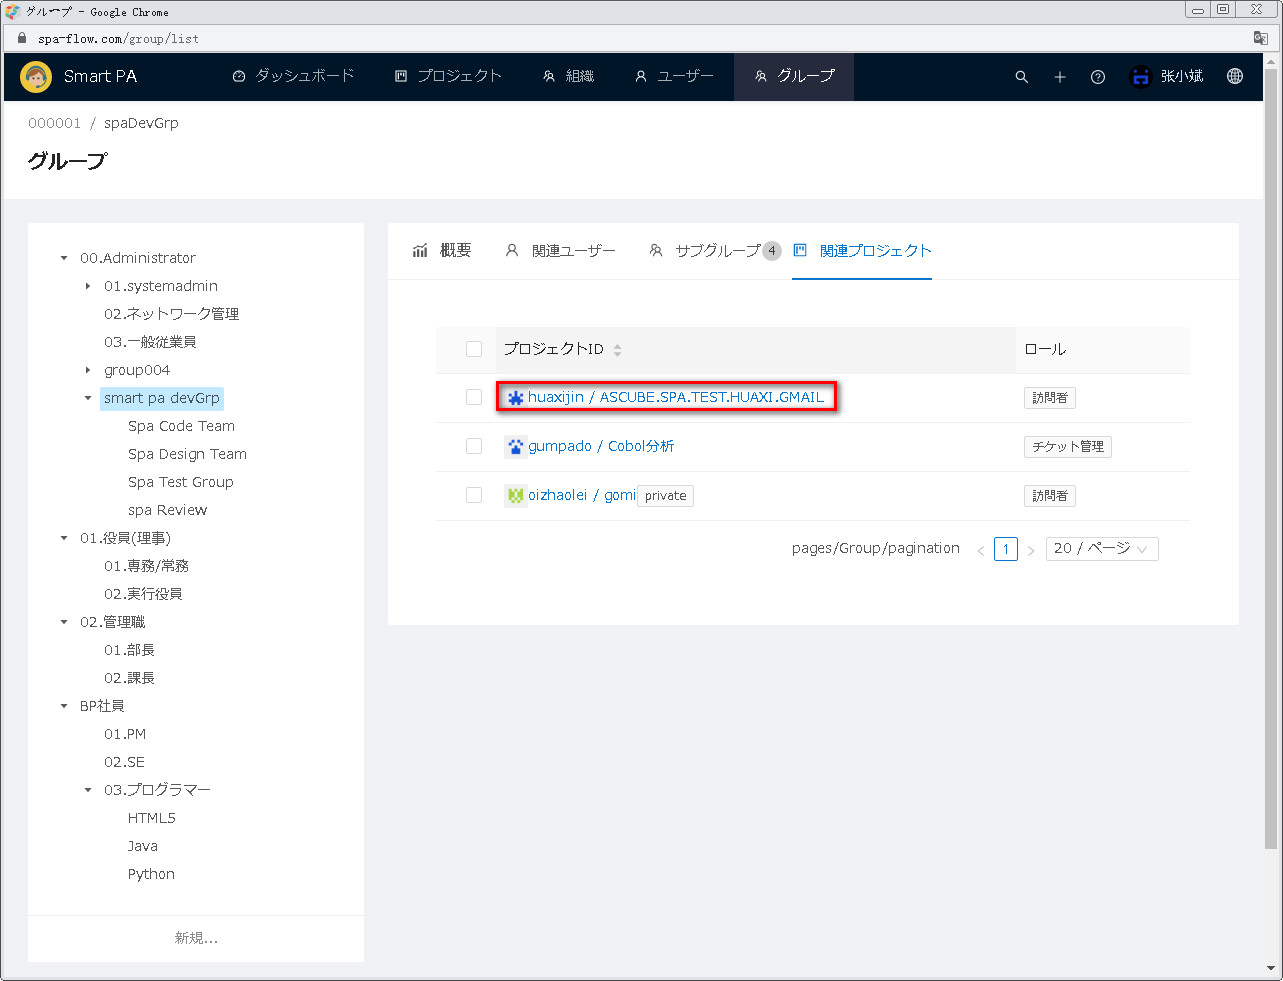 グループ - Google Chrome
spa-flow.com/group/list
Smart PA ダッシュボード プロジェクト 組織 ユーザー グループ 张小斌
000001 / spaDevGrp
グループ
00.Administrator
01.systemadmin
02.ネットワーク管理
03.一般従業員
group004
smart pa devGrp
Spa Code Team
Spa Design Team
Spa Test Group
spa Review
01.役員(理事)
01.専務/常務
02.実行役員
02.管理職
01.部長
02.課長
BP社員
01.PM
02.SE
03.プログラマー
HTML5
Java
Python
新規...
概要 関連ユーザー サブグループ 4 関連プロジェクト
プロジェクトID ロール
huaxijin / ASCUBE.SPA.TEST.HUAXI.GMAIL 訪問者
gumpado / Cobol分析 チケット管理
oizhaolei / gomi private 訪問者
pages/Group/pagination < 1 > 20 / ページ